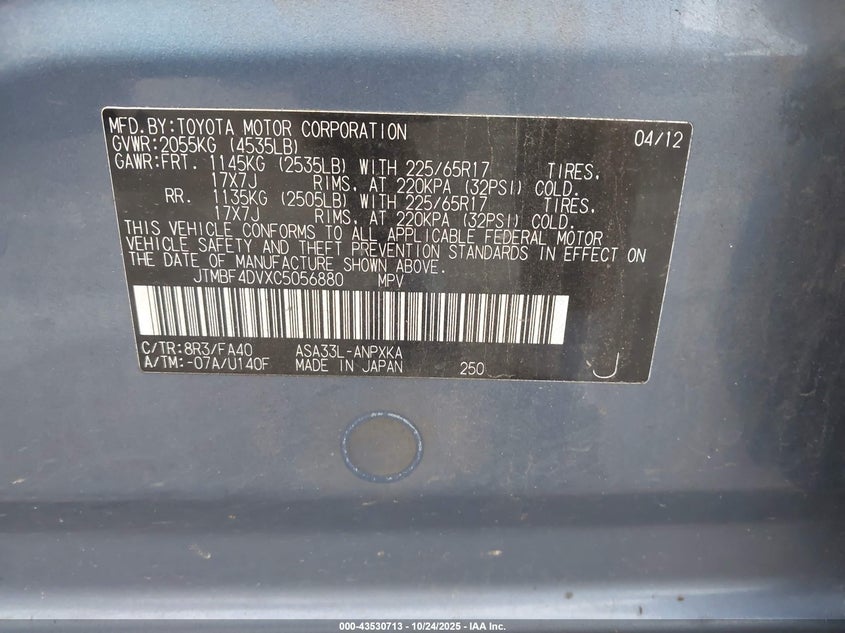 MFD.BY:TOYOTA MOTOR CORPORATION 04/12
GVWR:2055KG (4535LB)
GAWR:FRT. 1145KG (2535LB) WITH 225/65R17 TIRES,
17X7J RIMS, AT 220KPA (32PSI) COLD.
RR. 1135KG (2505LB) WITH 225/65R17 TIRES,
17X7J RIMS, AT 220KPA (32PSI) COLD.
THIS VEHICLE CONFORMS TO ALL APPLICABLE FEDERAL MOTOR
VEHICLE SAFETY AND THEFT PREVENTION STANDARDS IN EFFECT ON
THE DATE OF MANUFACTURE SHOWN ABOVE.
JTMBF4DVXC5056880 MPV
C/TR:8R3/FA40 ASA33L-ANPXKA
A/TM:-07A/U140F MADE IN JAPAN 250 J
000-43530713 - 10/24/2025 - IAA Inc.